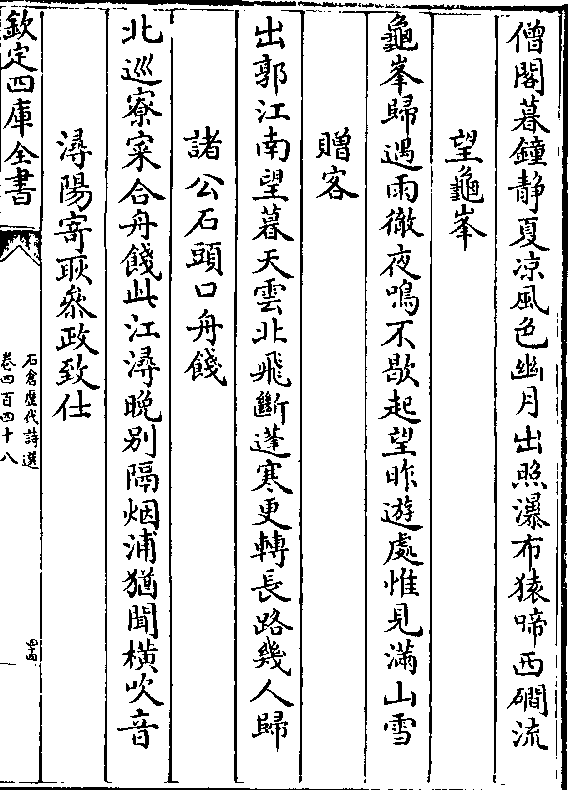 僧閣暮鐘静夏凉風色幽月出照瀑布猿啼西磵流
望龜峯
龜峯歸遇雨徹夜鳴不歇起望昨遊處惟見滿山雪
贈客
出郭江南望暮天雲北飛斷蓬寒更轉長路幾人歸
諸公石頭口舟餞
北巡寮寀合舟餞此江潯晩别隔烟浦猶聞横吹音
潯陽寄耿叅政致仕
欽定四庫全書
石倉歷代詩選
卷四百四十八